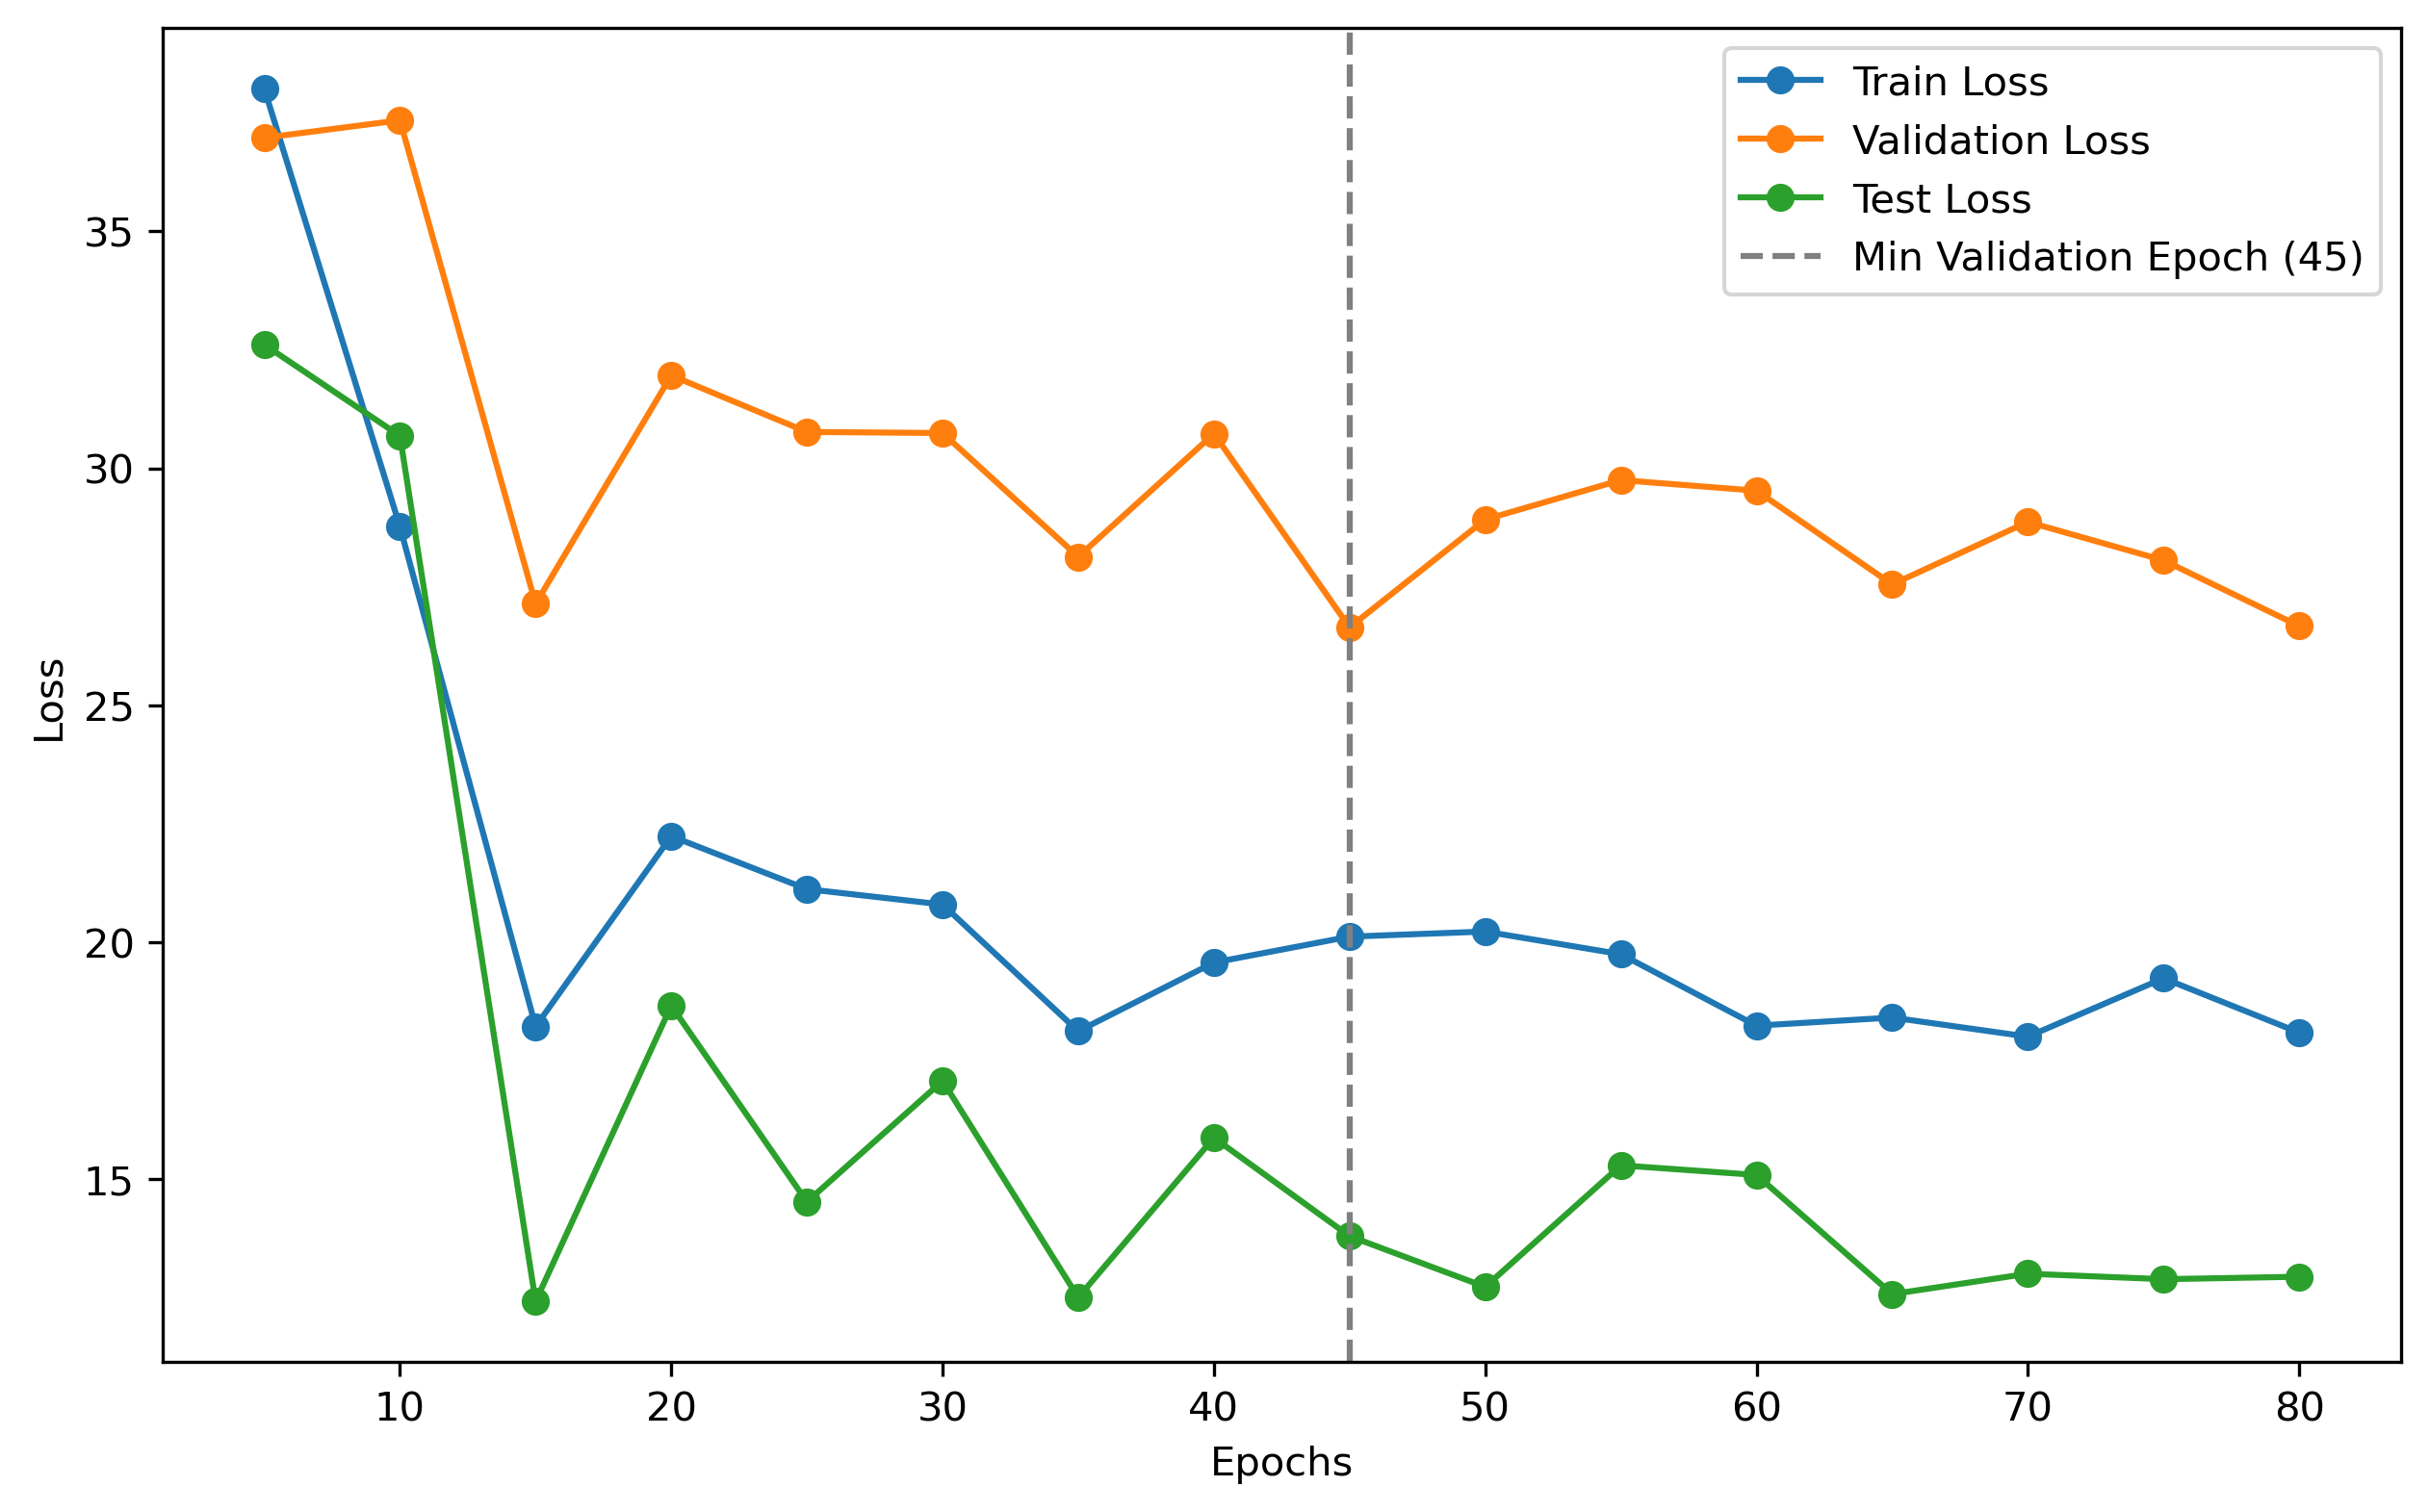 Train Loss
Validation Loss
Test Loss
Min Validation Epoch (45)
35
30
25
20
15
Loss
10 20 30 40 50 60 70 80
Epochs